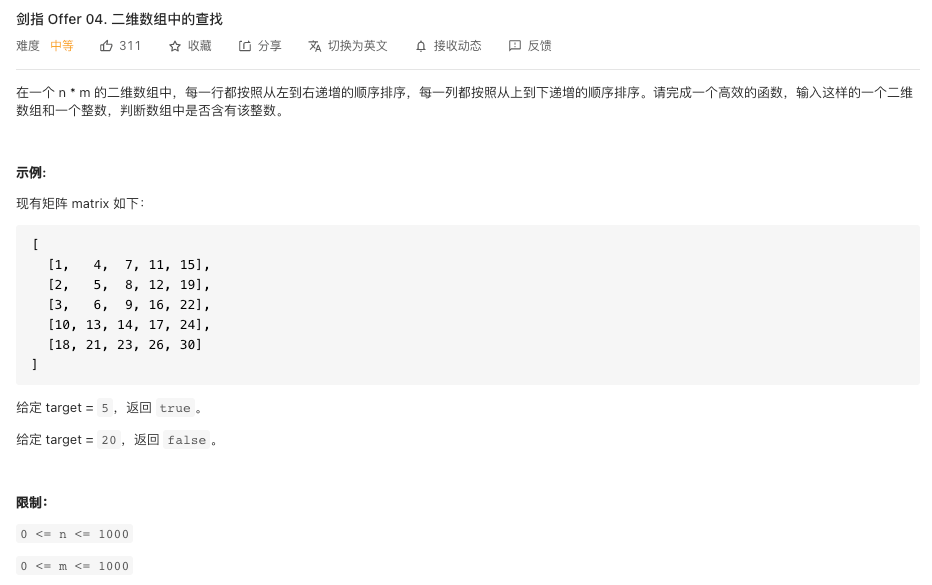 剑指 Offer 04. 二维数组中的查找
难度 中等 311 收藏 分享 切换为英文 接收动态 反馈
在一个 n * m 的二维数组中，每一行都按照从左到右递增的顺序排序，每一列都按照从上到下递增的顺序排序。请完成一个高效的函数，输入这样的一个二维
数组和一个整数，判断数组中是否含有该整数。
示例:
现有矩阵 matrix 如下：
[
  [1,   4,  7, 11, 15],
  [2,   5,  8, 12, 19],
  [3,   6,  9, 16, 22],
  [10, 13, 14, 17, 24],
  [18, 21, 23, 26, 30]
]
给定 target = 5，返回 true 。
给定 target = 20，返回 false 。
限制：
0 <= n <= 1000
0 <= m <= 1000